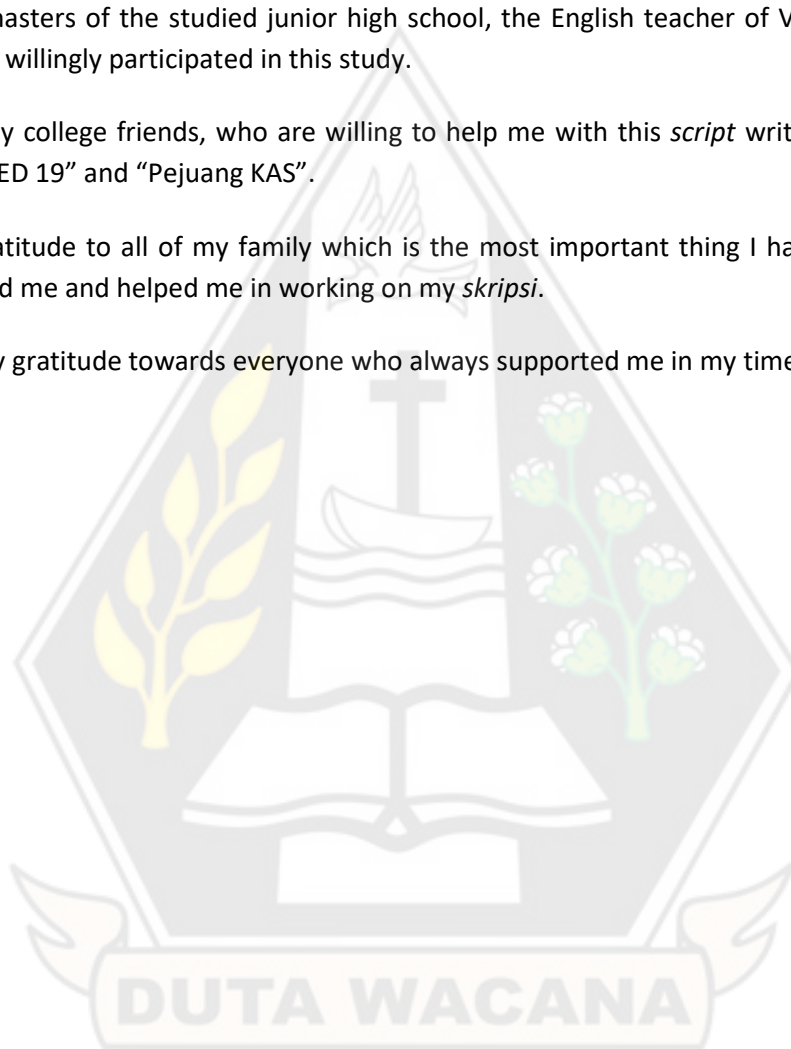 asters of the studied junior high school, the English teacher of V
willingly participated in this study.
y college friends, who are willing to help me with this script writ
ED 19” and “Pejuang KAS”.
atitude to all of my family which is the most important thing I ha
d me and helped me in working on my skripsi.
y gratitude towards everyone who always supported me in my time
DUTA WACANA